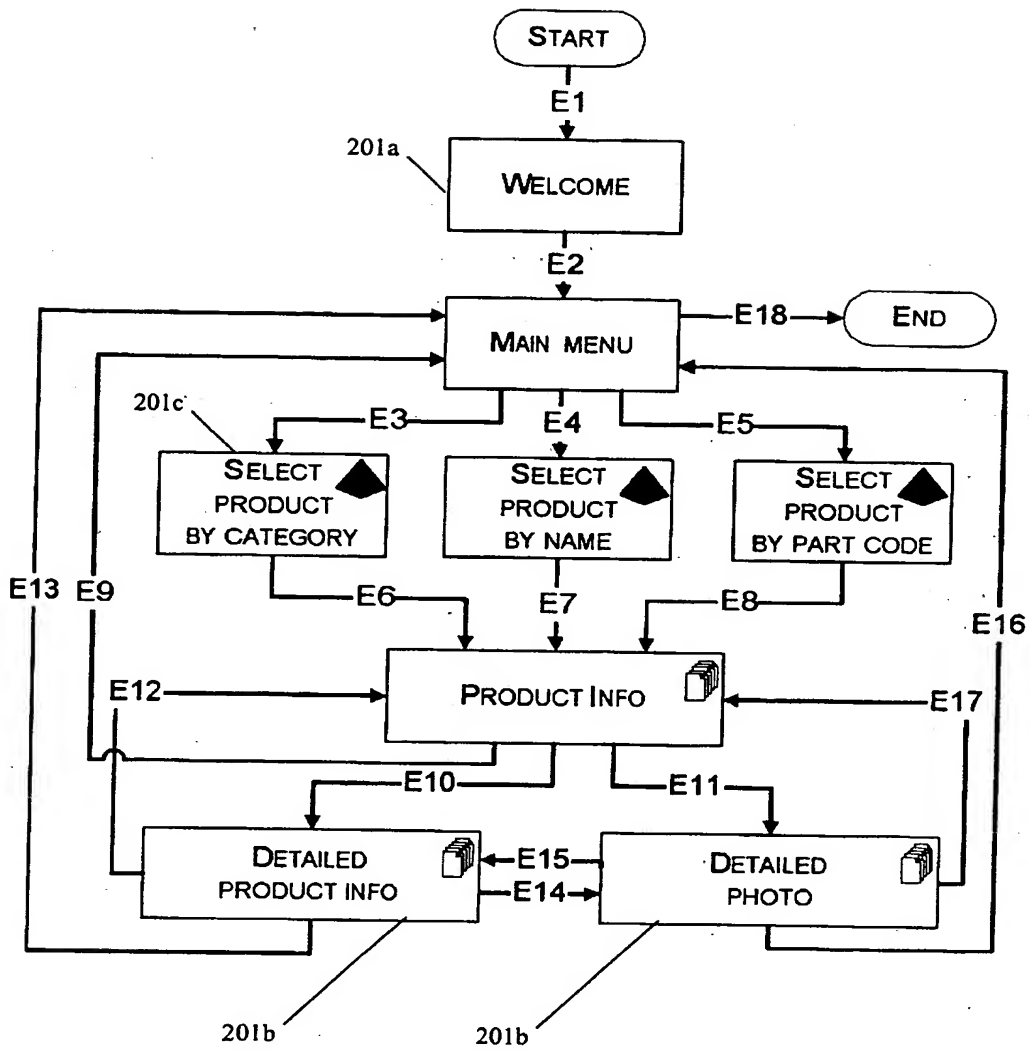 START
E1
201a
WELCOME
E2
MAIN MENU
E18
END
201c
E3
E4
E5
SELECT
PRODUCT
BY CATEGORY
SELECT
PRODUCT
BY NAME
SELECT
PRODUCT
BY PART CODE
E13
E9
E6
E7
E8
E16
E12
PRODUCT INFO
E17
E10
E11
DETAILED
PRODUCT INFO
E15
E14
DETAILED
PHOTO
201b
201b